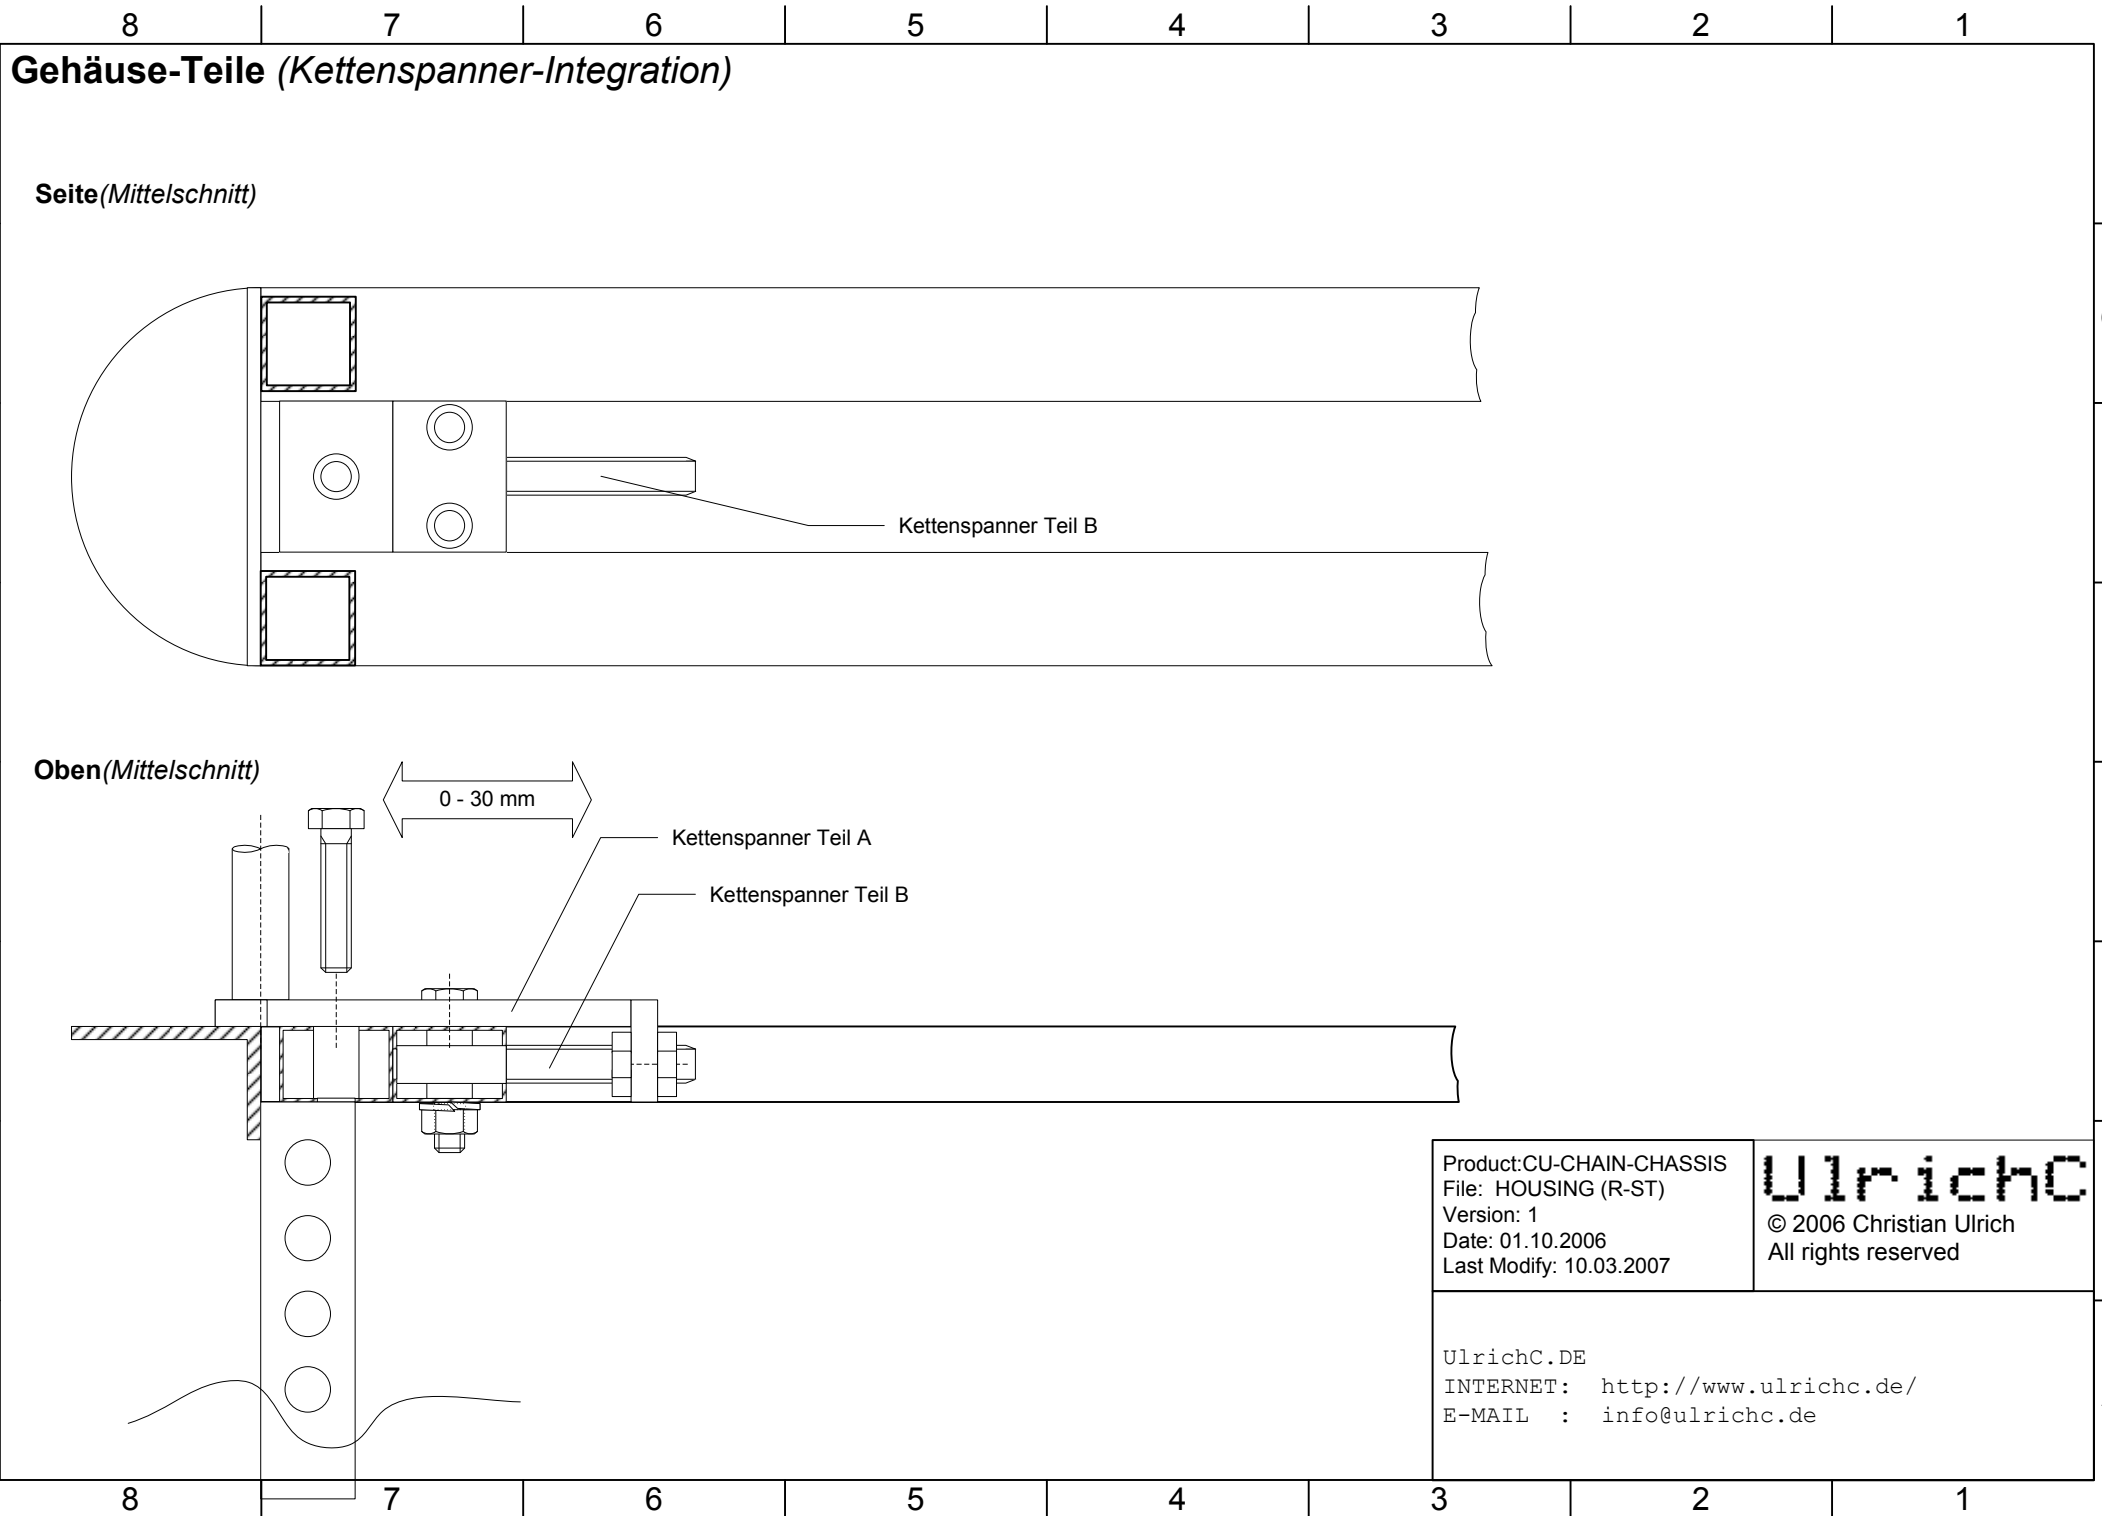 8 7 6 5 4 3 2 1
Gehäuse-Teile (Kettenspanner-Integration)
Seite(Mittelschnitt)
Kettenspanner Teil B
Oben(Mittelschnitt)
0 - 30 mm
Kettenspanner Teil A
Kettenspanner Teil B
Product:CU-CHAIN-CHASSIS
File: HOUSING (R-ST)
Version: 1
Date: 01.10.2006
Last Modify: 10.03.2007
UlrichC
© 2006 Christian Ulrich
All rights reserved
UlrichC.DE
INTERNET: http://www.ulrichc.de/
E-MAIL : info@ulrichc.de
8 7 6 5 4 3 2 1